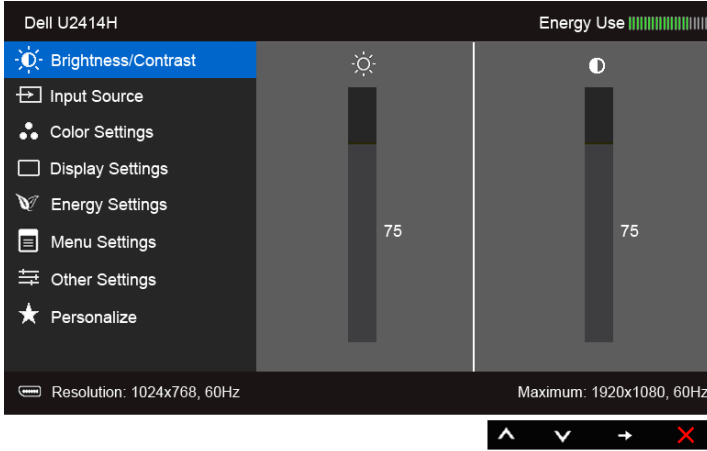 Dell U2414H
Energy Use
Brightness/Contrast
Input Source
Color Settings
Display Settings
Energy Settings
Menu Settings
Other Settings
Personalize
75
75
Resolution: 1024x768, 60Hz
Maximum: 1920x1080, 60Hz